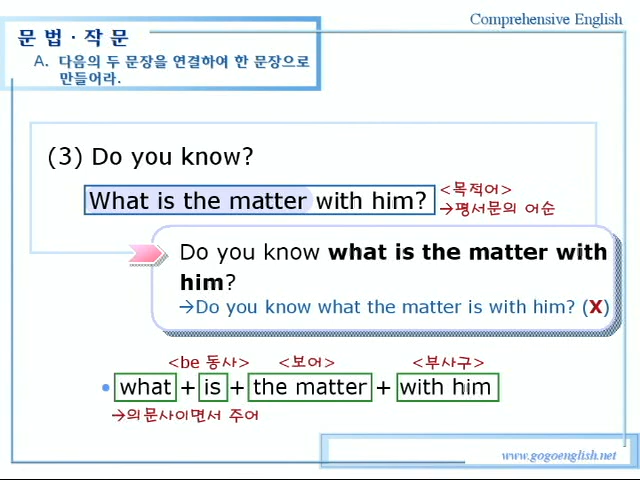 Comprehensive English
문 법 · 작 문
A. 다음의 두 문장을 연결하여 한 문장으로
만들어라.
(3) Do you know?
What is the matter with him?
<목적어>
→평서문의 어순
Do you know what is the matter with
him?
→Do you know what the matter is with him? (X)
<be 동사> <보어> <부사구>
• what + is + the matter + with him
→의문사이면서 주어
www.gogoenglish.net